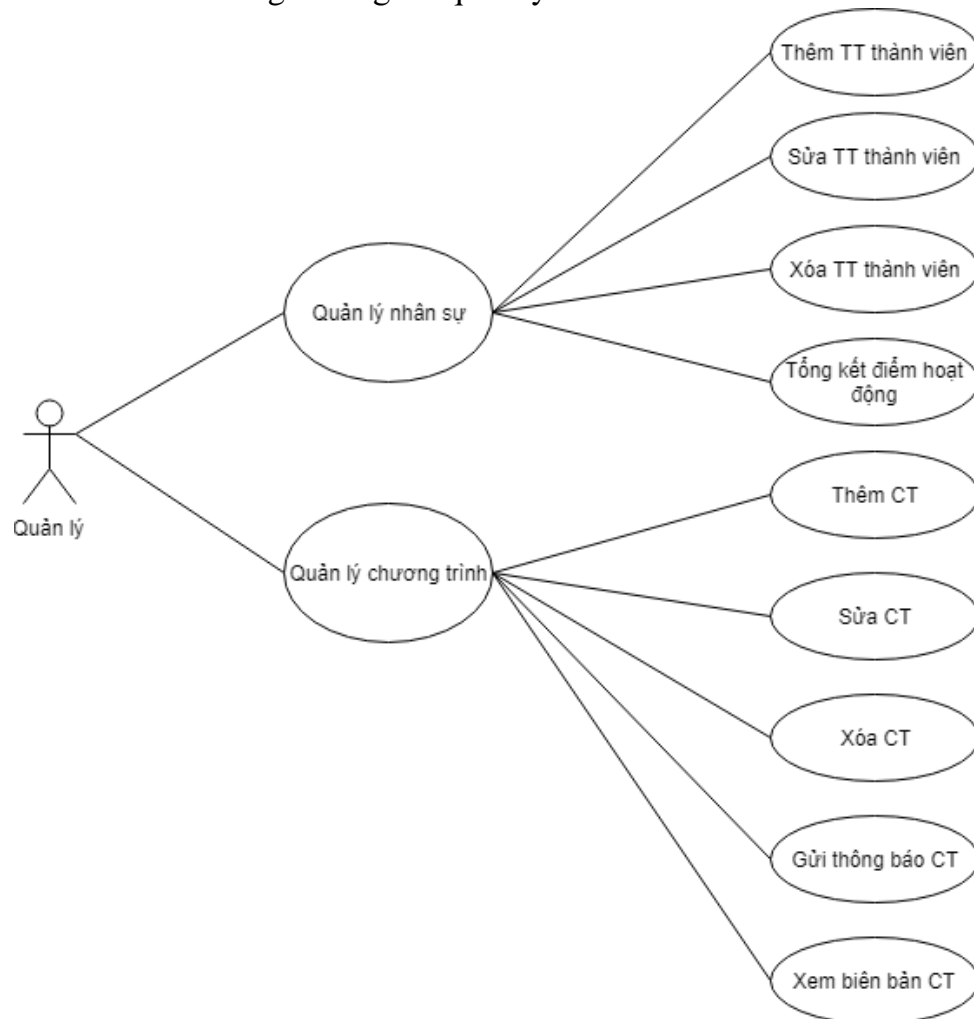 Thêm TT thành viên
Sửa TT thành viên
Xóa TT thành viên
Tổng kết điểm hoạt
động
Quản lý nhân sự
Quản lý
Quản lý chương trình
Thêm CT
Sửa CT
Xóa CT
Gửi thông báo CT
Xem biên bản CT